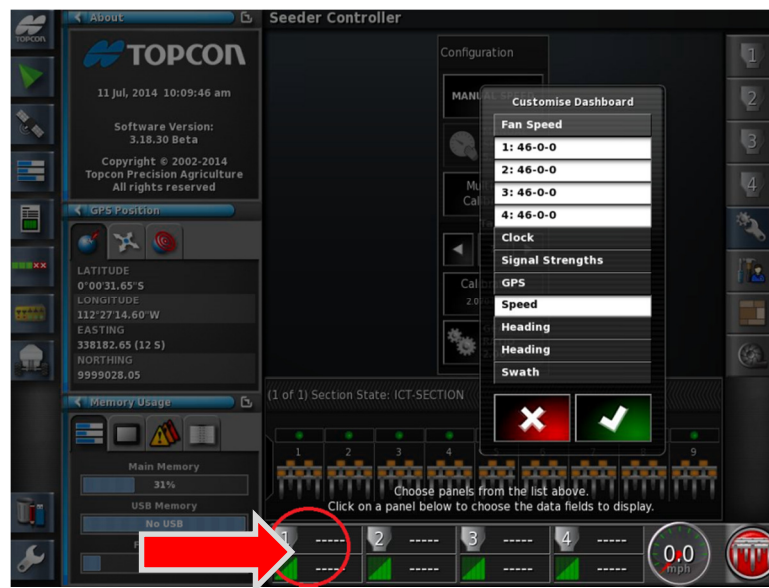 TOPCON
About
Seeder Controller
TOPCON
11 Jul, 2014 10:09:46 am
Software Version:
3.18.30 Beta
Copyright © 2002-2014
Topcon Precision Agriculture
All rights reserved
GPS Position
LATITUDE
0°00'31.65"S
LONGITUDE
112°27'14.60"W
EASTING
338182.65 (12 S)
NORTHING
9999028.05
Memory Usage
Main Memory
31%
USB Memory
No USB
Configuration
Customise Dashboard
Fan Speed
1: 46-0-0
2: 46-0-0
3: 46-0-0
4: 46-0-0
Clock
Signal Strengths
GPS
Speed
Heading
Heading
Swath
1
2
3
4
(1 of 1) Section State: ICT-SECTION
1 2 3 4 9
Choose panels from the list above.
Click on a panel below to choose the data fields to display.
1 ----- 2 ----- 3 ----- 4 -----
----- ----- ----- -----
0.0
mph